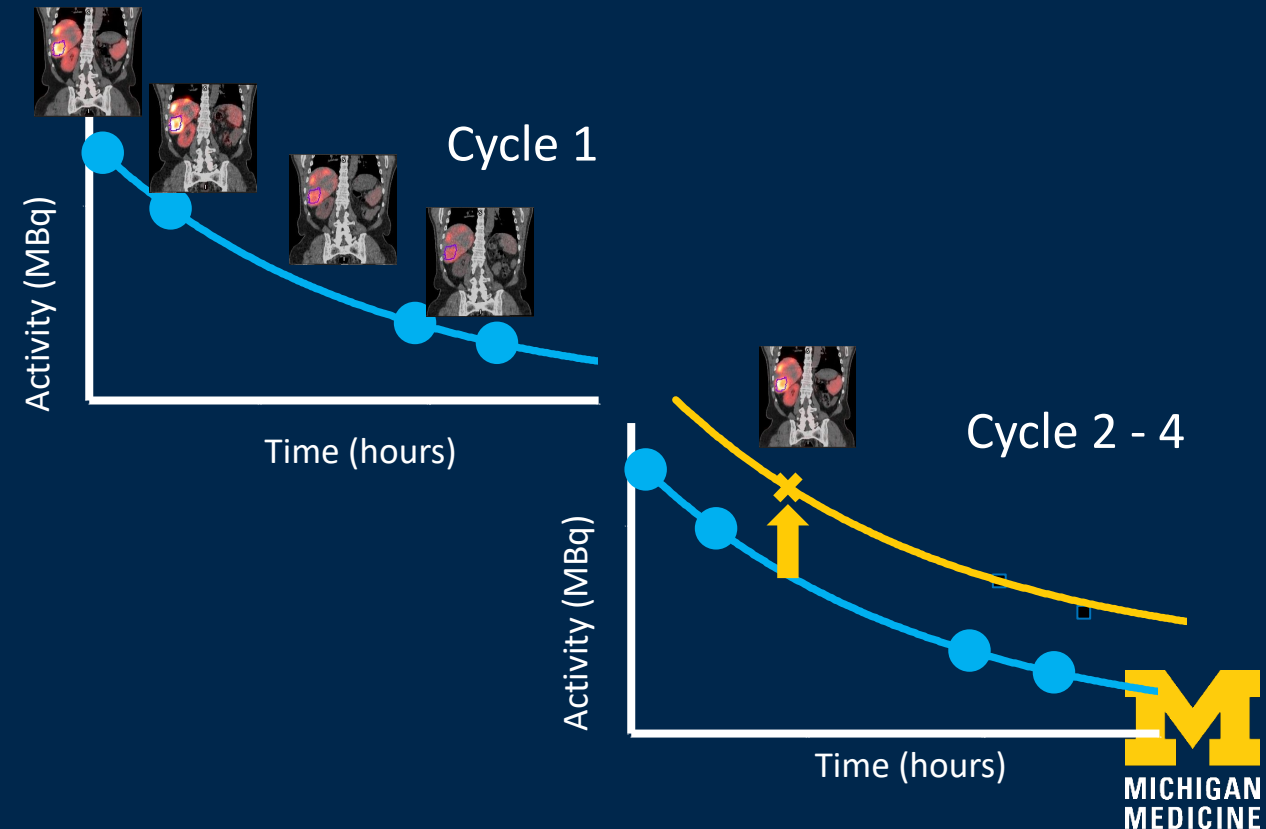 Cycle 1
Activity (MBq)
Time (hours)
Cycle 2 - 4
Activity (MBq)
Time (hours)
M
MICHIGAN
MEDICINE